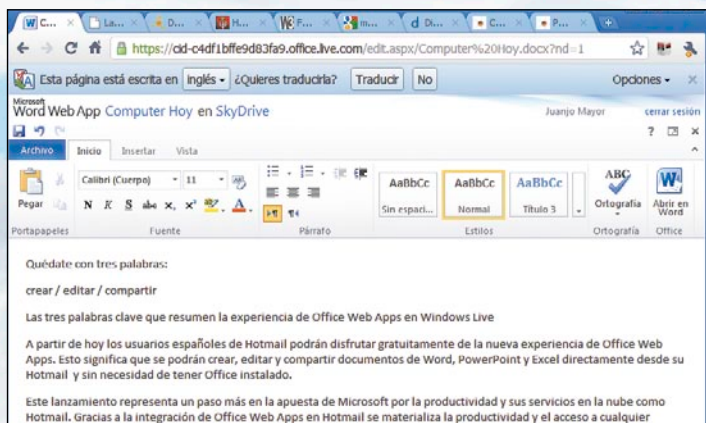 C...
La...
D...
H...
F...
m...
Di...
C...
P...
https://cid-c4df1bffe9d83fa9.office.live.com/edit.aspx/Computer%20Hoy.docx?nd=1
Esta página está escrita en inglés ¿Quieres traducirla? Traducir No Opciones
Microsoft
Word Web App Computer Hoy en SkyDrive Juanjo Mayor cerrar sesión
Archivo Inicio Insertar Vista
Pegar
Calibri (Cuerpo) 11
N K S abc x, x² A
AaBbCc AaBbCc AaBbCc
Sin espaci... Normal Título 3
ABC
Ortografía
Abrir en
Word
Portapapeles Fuente Párrafo Estilos Ortografía Office
Quédate con tres palabras:
crear / editar / compartir
Las tres palabras clave que resumen la experiencia de Office Web Apps en Windows Live
A partir de hoy los usuarios españoles de Hotmail podrán disfrutar gratuitamente de la nueva experiencia de Office Web
Apps. Esto significa que se podrán crear, editar y compartir documentos de Word, PowerPoint y Excel directamente desde su
Hotmail y sin necesidad de tener Office instalado.
Este lanzamiento representa un paso más en la apuesta de Microsoft por la productividad y sus servicios en la nube como
Hotmail. Gracias a la integración de Office Web Apps en Hotmail se materializa la productividad y el acceso a cualquier